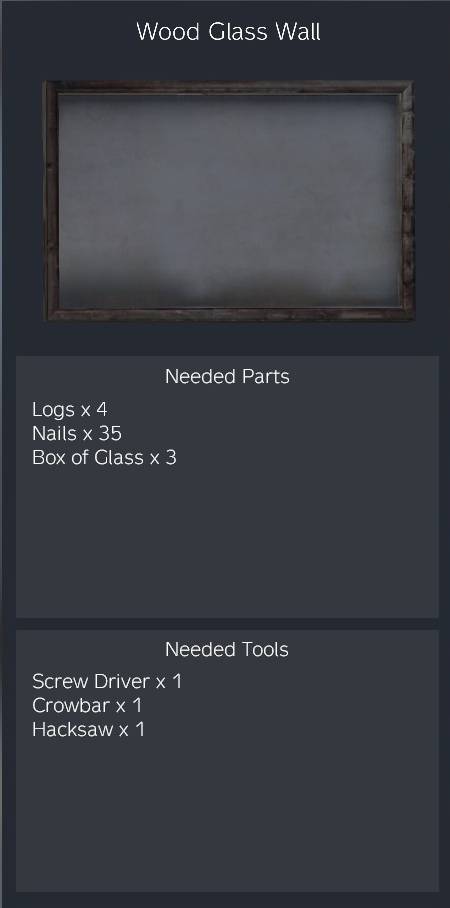 Wood Glass Wall
Needed Parts
Logs x 4
Nails x 35
Box of Glass x 3
Needed Tools
Screw Driver x 1
Crowbar x 1
Hacksaw x 1